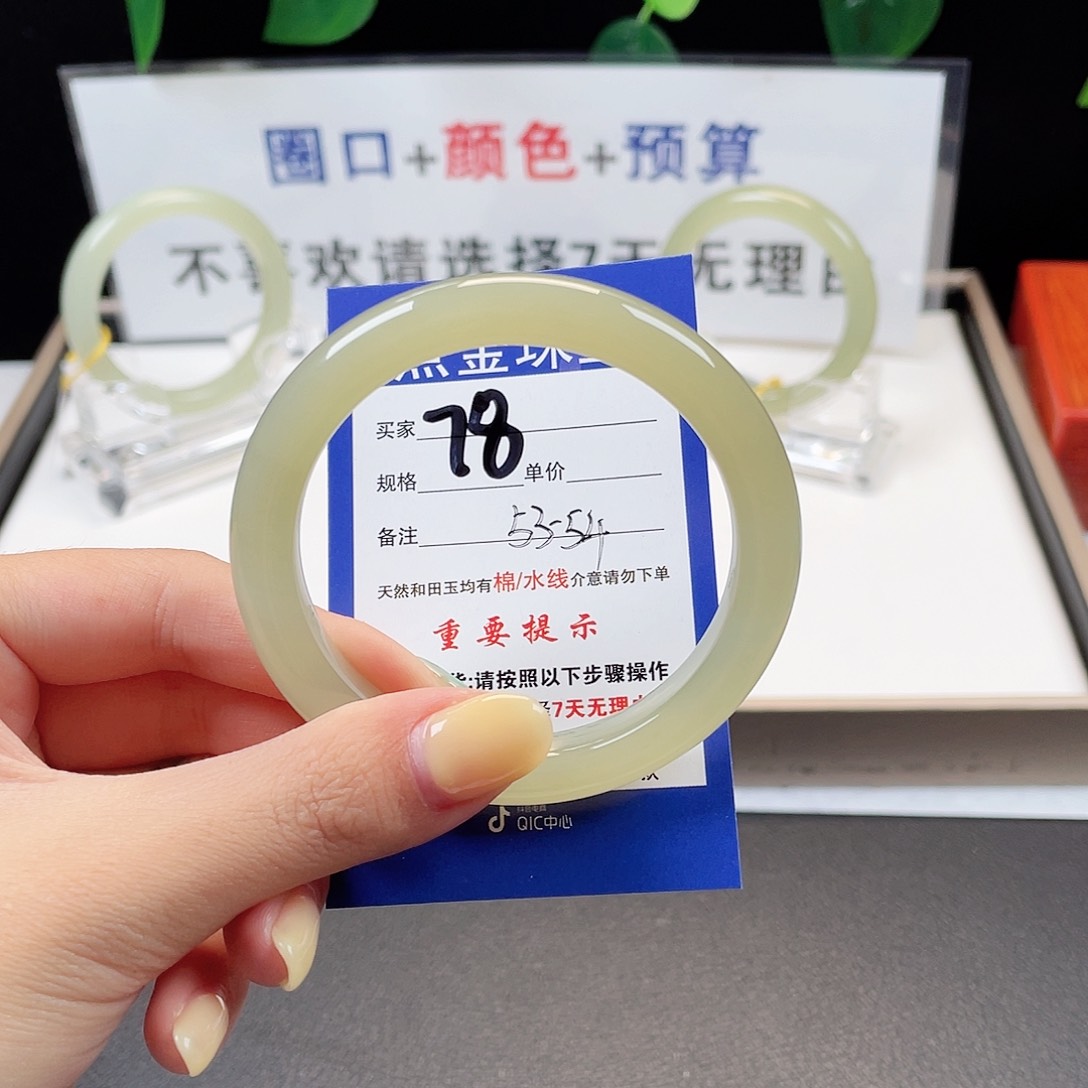 圈口+颜色+预算
不喜欢请选择7天无理由
金珠
买家 78
规格 单价
备注 53-54
天然和田玉均有棉/水线介意请勿下单
重要提示
:请按照以下步骤操作
7天无理
QIC中心